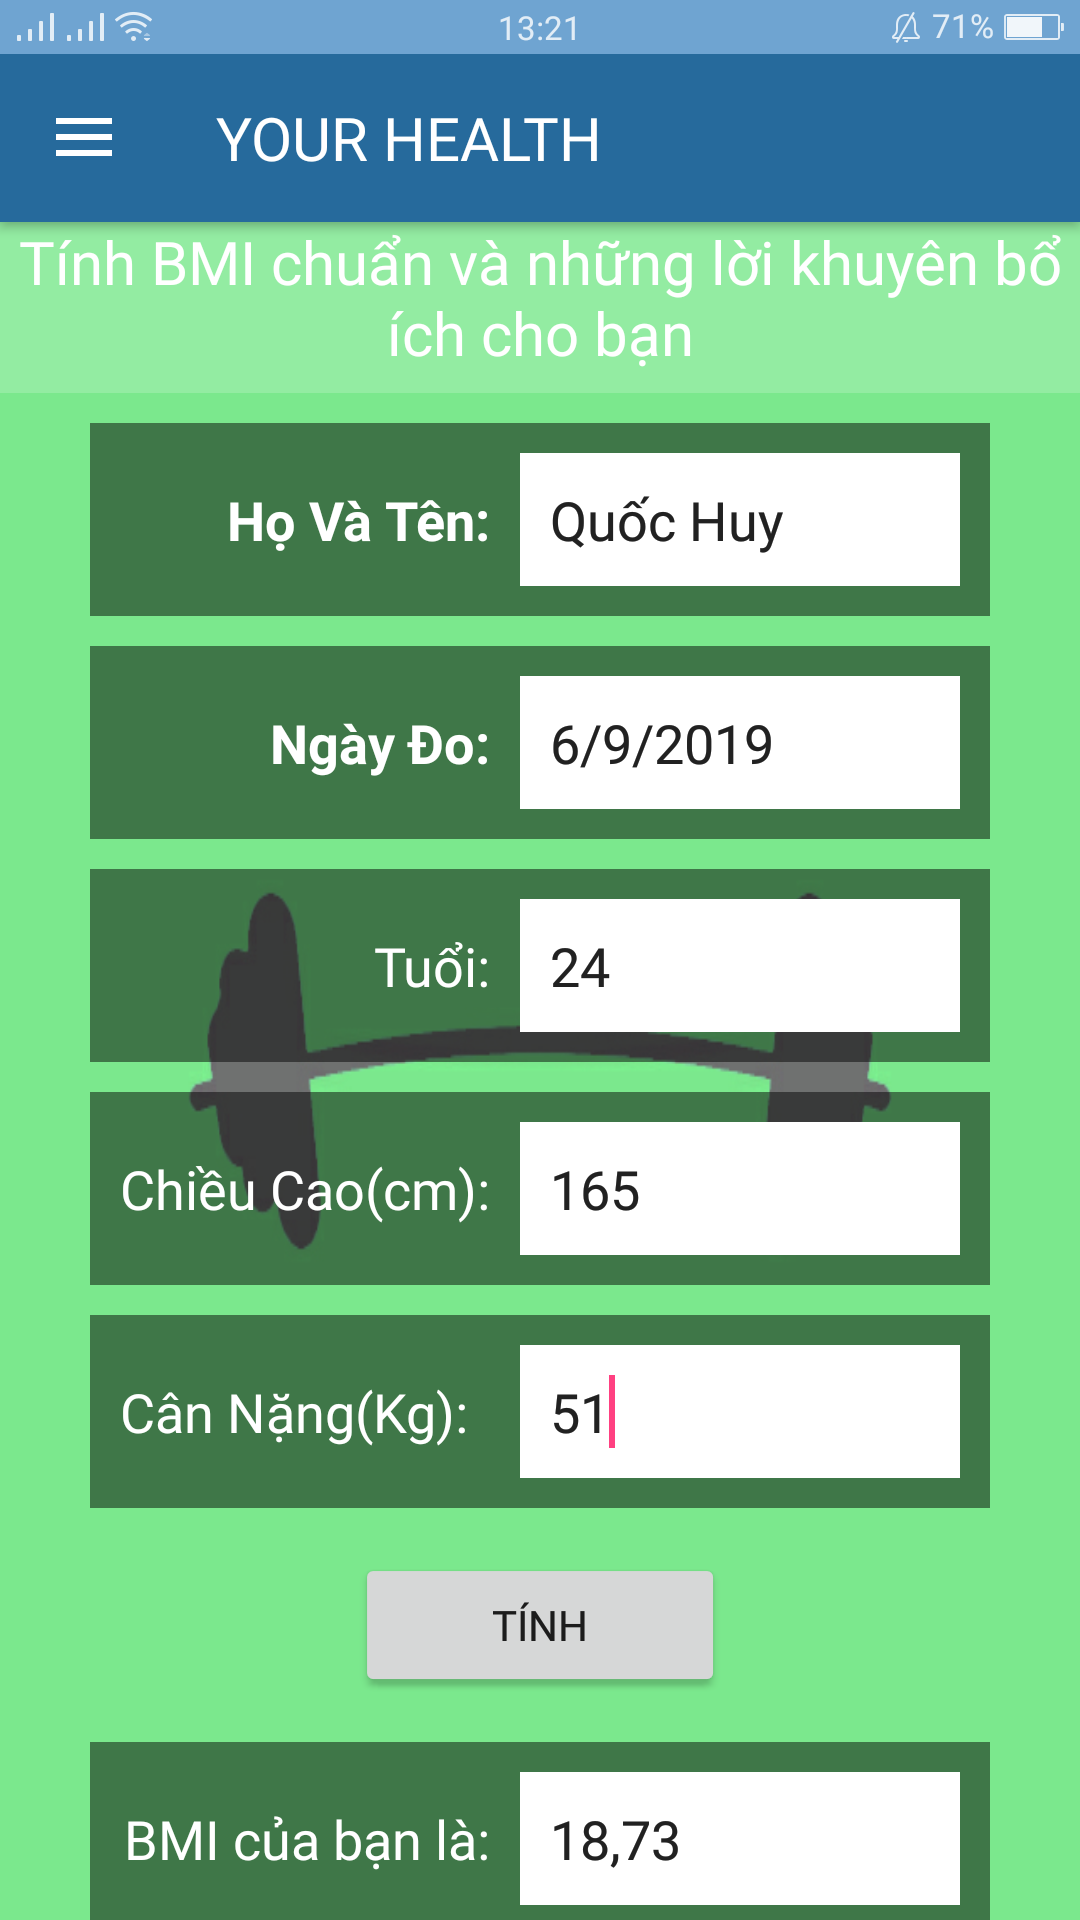 13:21
71%
YOUR HEALTH
Tính BMI chuẩn và những lời khuyên bổ
ích cho bạn
Họ Và Tên: Quốc Huy
Ngày Đo: 6/9/2019
Tuổi: 24
Chiều Cao(cm): 165
Cân Nặng(Kg): 51
TÍNH
BMI của bạn là: 18,73